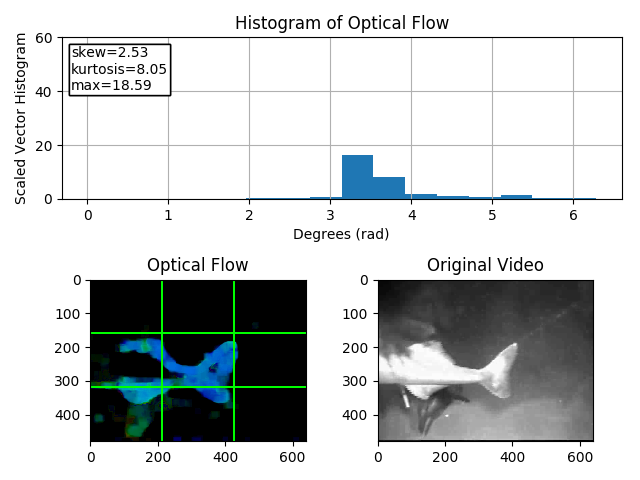 Histogram of Optical Flow
60
40
20
0
Scaled Vector Histogram
skew=2.53
kurtosis=8.05
max=18.59
0 1 2 3 4 5 6
Degrees (rad)
Optical Flow
0
100
200
300
400
0 200 400 600
Original Video
0
100
200
300
400
0 200 400 600